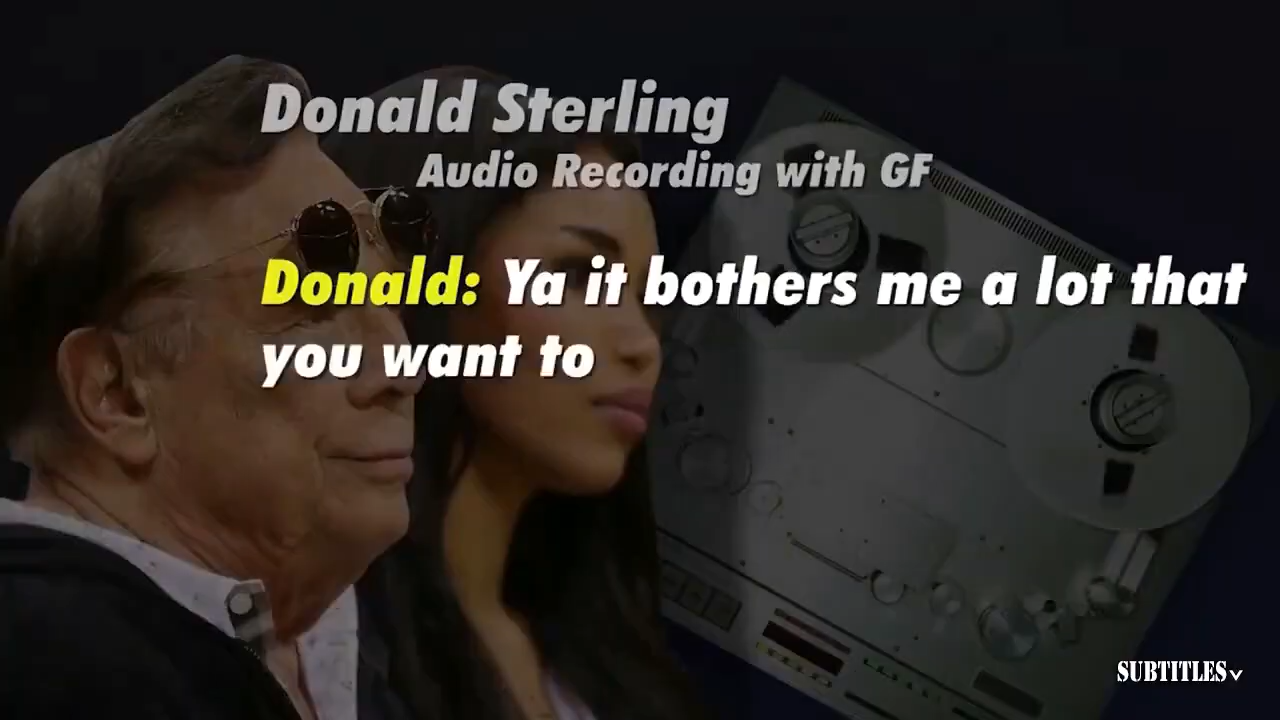 Donald Sterling
Audio Recording with GF
Donald: Ya it bothers me a lot that
you want to
SUBTITLES